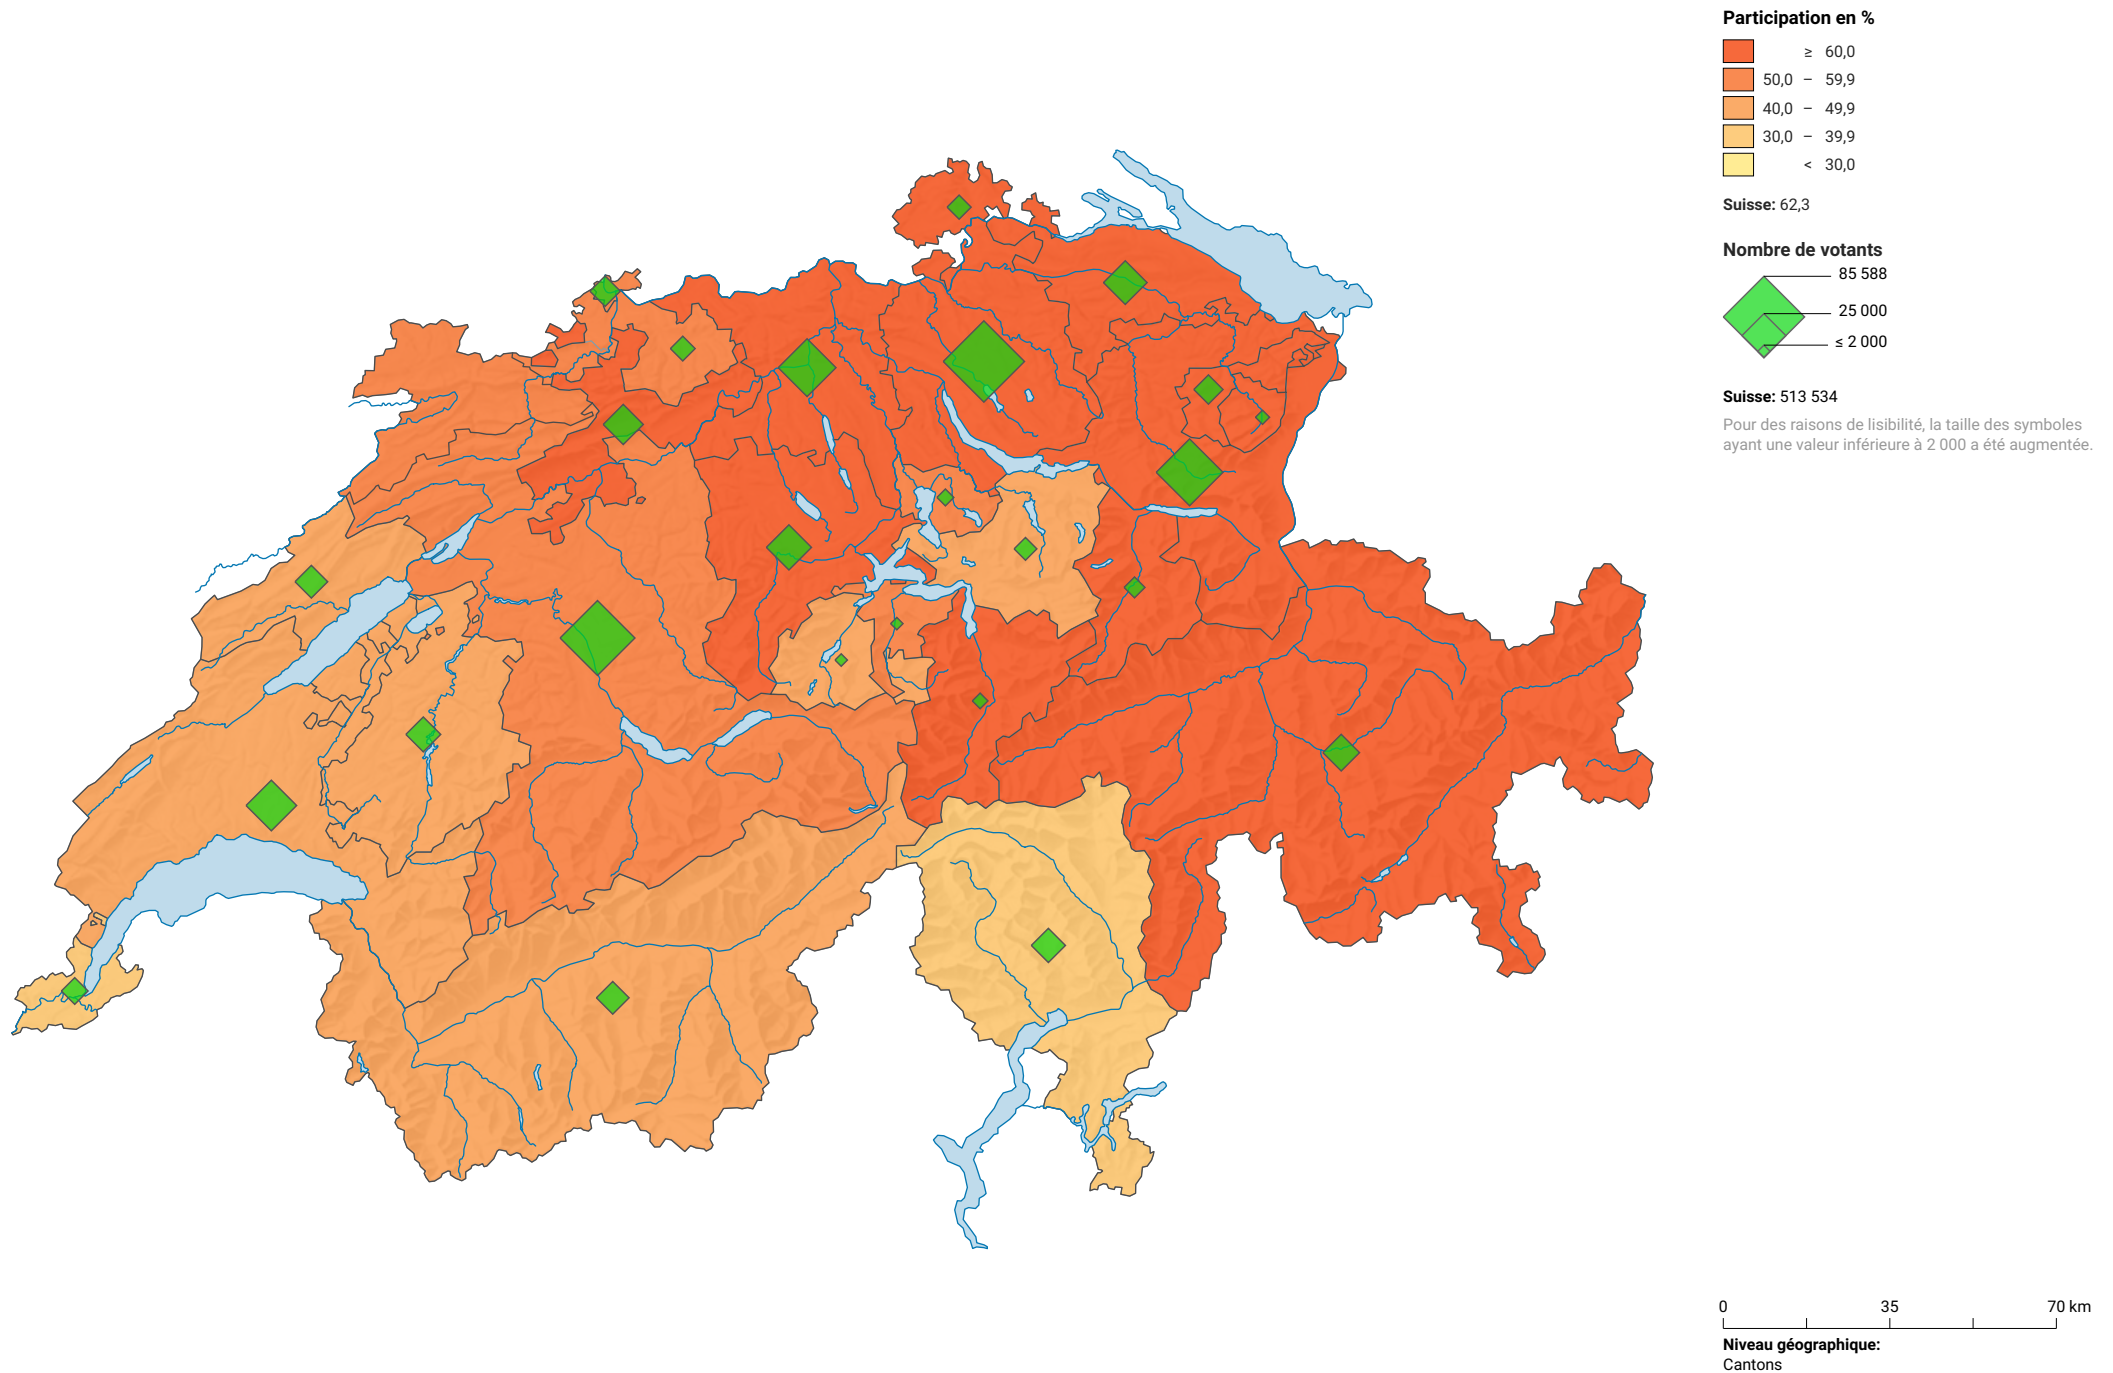 Participation en %
≥ 60,0
50,0 – 59,9
40,0 – 49,9
30,0 – 39,9
< 30,0
Suisse: 62,3
Nombre de votants
85 588
25 000
≤ 2 000
Suisse: 513 534
Pour des raisons de lisibilité, la taille des symboles
ayant une valeur inférieure à 2 000 a été augmentée.
0 35 70 km
Niveau géographique:
Cantons